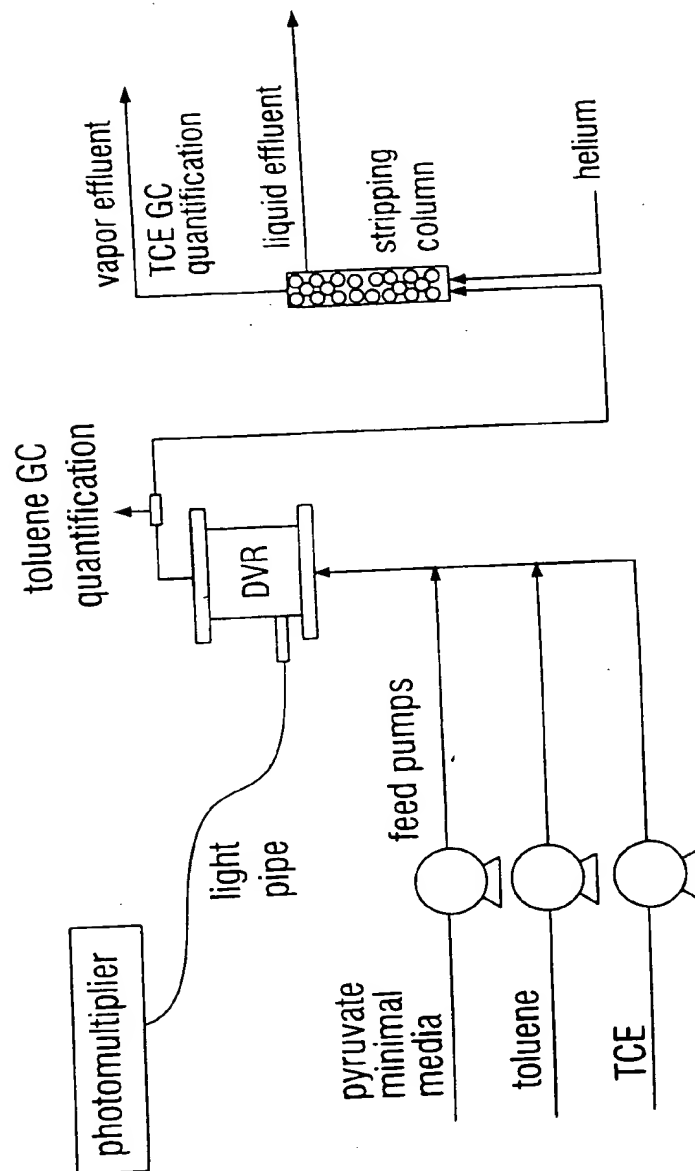 photomultiplier
light
pipe
toluene GC
quantification
DVR
vapor effluent
TCE GC
quantification
liquid effluent
stripping
column
helium
feed pumps
pyruvate
minimal
media
toluene
TCE